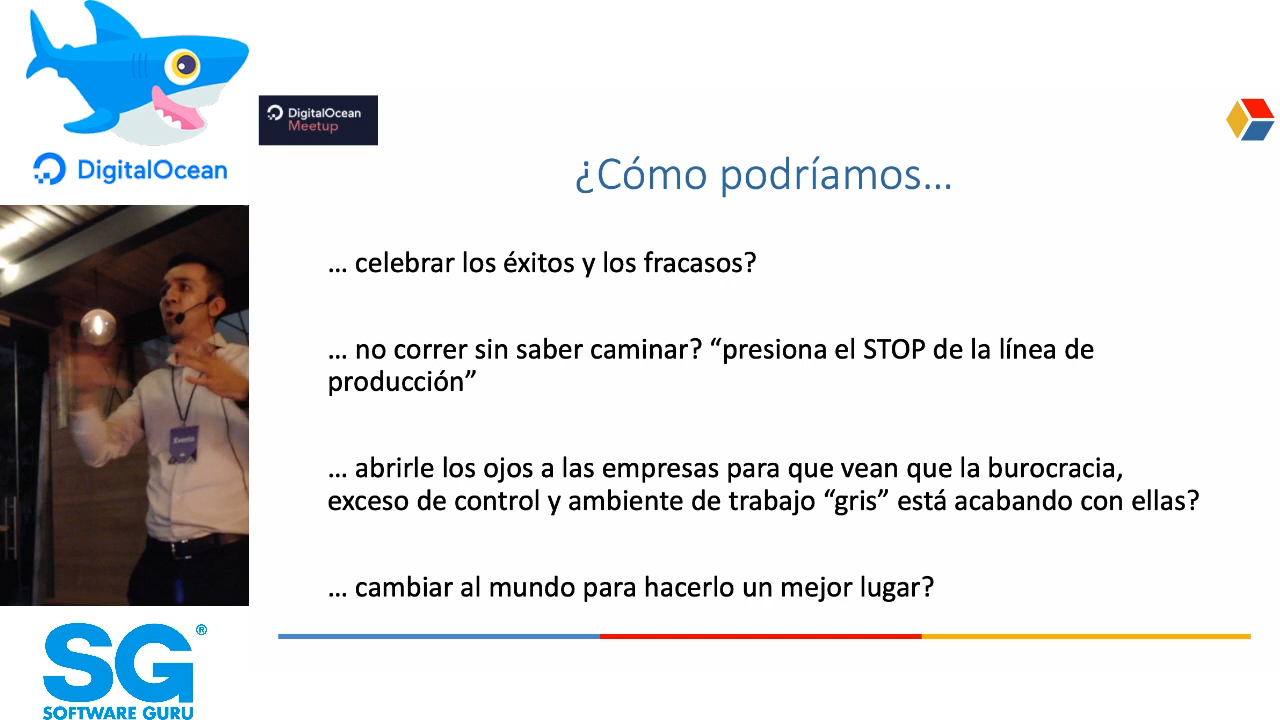 DigitalOcean
DigitalOcean
Meetup
¿Cómo podríamos...
... celebrar los éxitos y los fracasos?
... no correr sin saber caminar? “presiona el STOP de la línea de
producción”
... abrirle los ojos a las empresas para que vean que la burocracia,
exceso de control y ambiente de trabajo “gris” está acabando con ellas?
... cambiar al mundo para hacerlo un mejor lugar?
Evento
SG®
SOFTWARE GURU